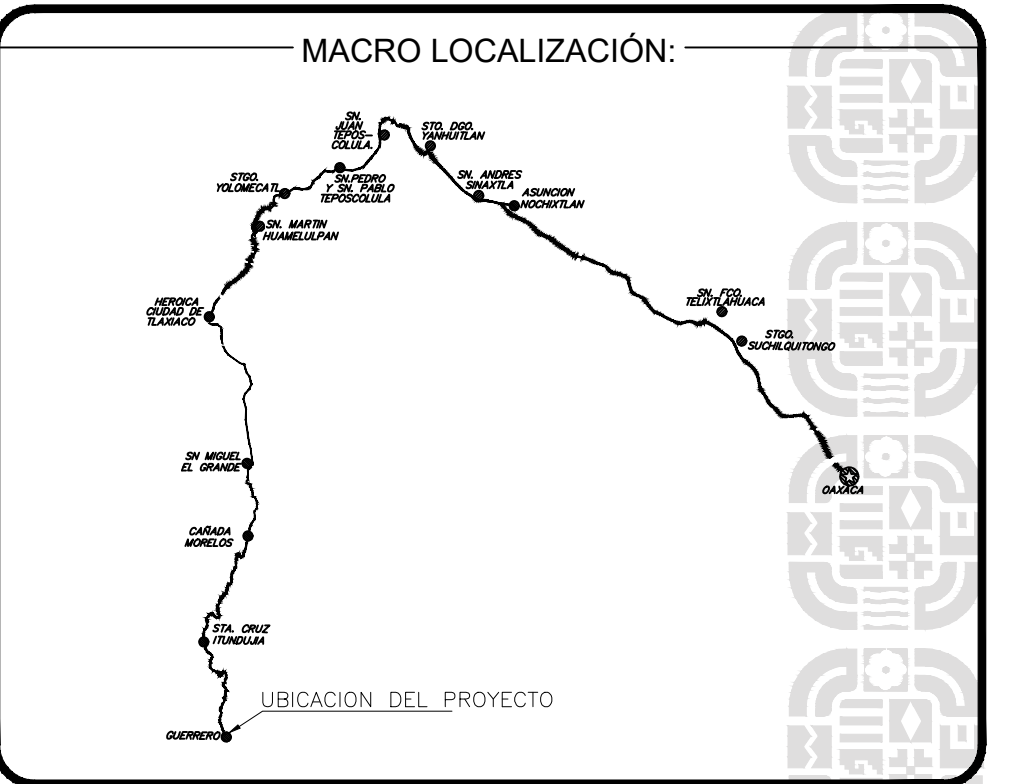 MACRO LOCALIZACIÓN:
SN.
JUAN
TEPOS-
COLULA.
STO. DGO.
YANHUITLAN
STGO.
YOLOMECATL
SN.PEDRO
Y SN. PABLO
TEPOSCOLULA
SN. ANDRES
SINAXTLA
ASUNCION
NOCHIXTLAN
SN. MARTIN
HUAMELULPAN
HEROICA
CIUDAD DE
TLAXIACO
SN. FCO.
TELIXTLAHUACA
STGO.
SUCHILQUITONGO
SN MIGUEL
EL GRANDE
OAXACA
CAÑADA
MORELOS
STA. CRUZ
ITUNDUJIA
UBICACION DEL PROYECTO
GUERRERO